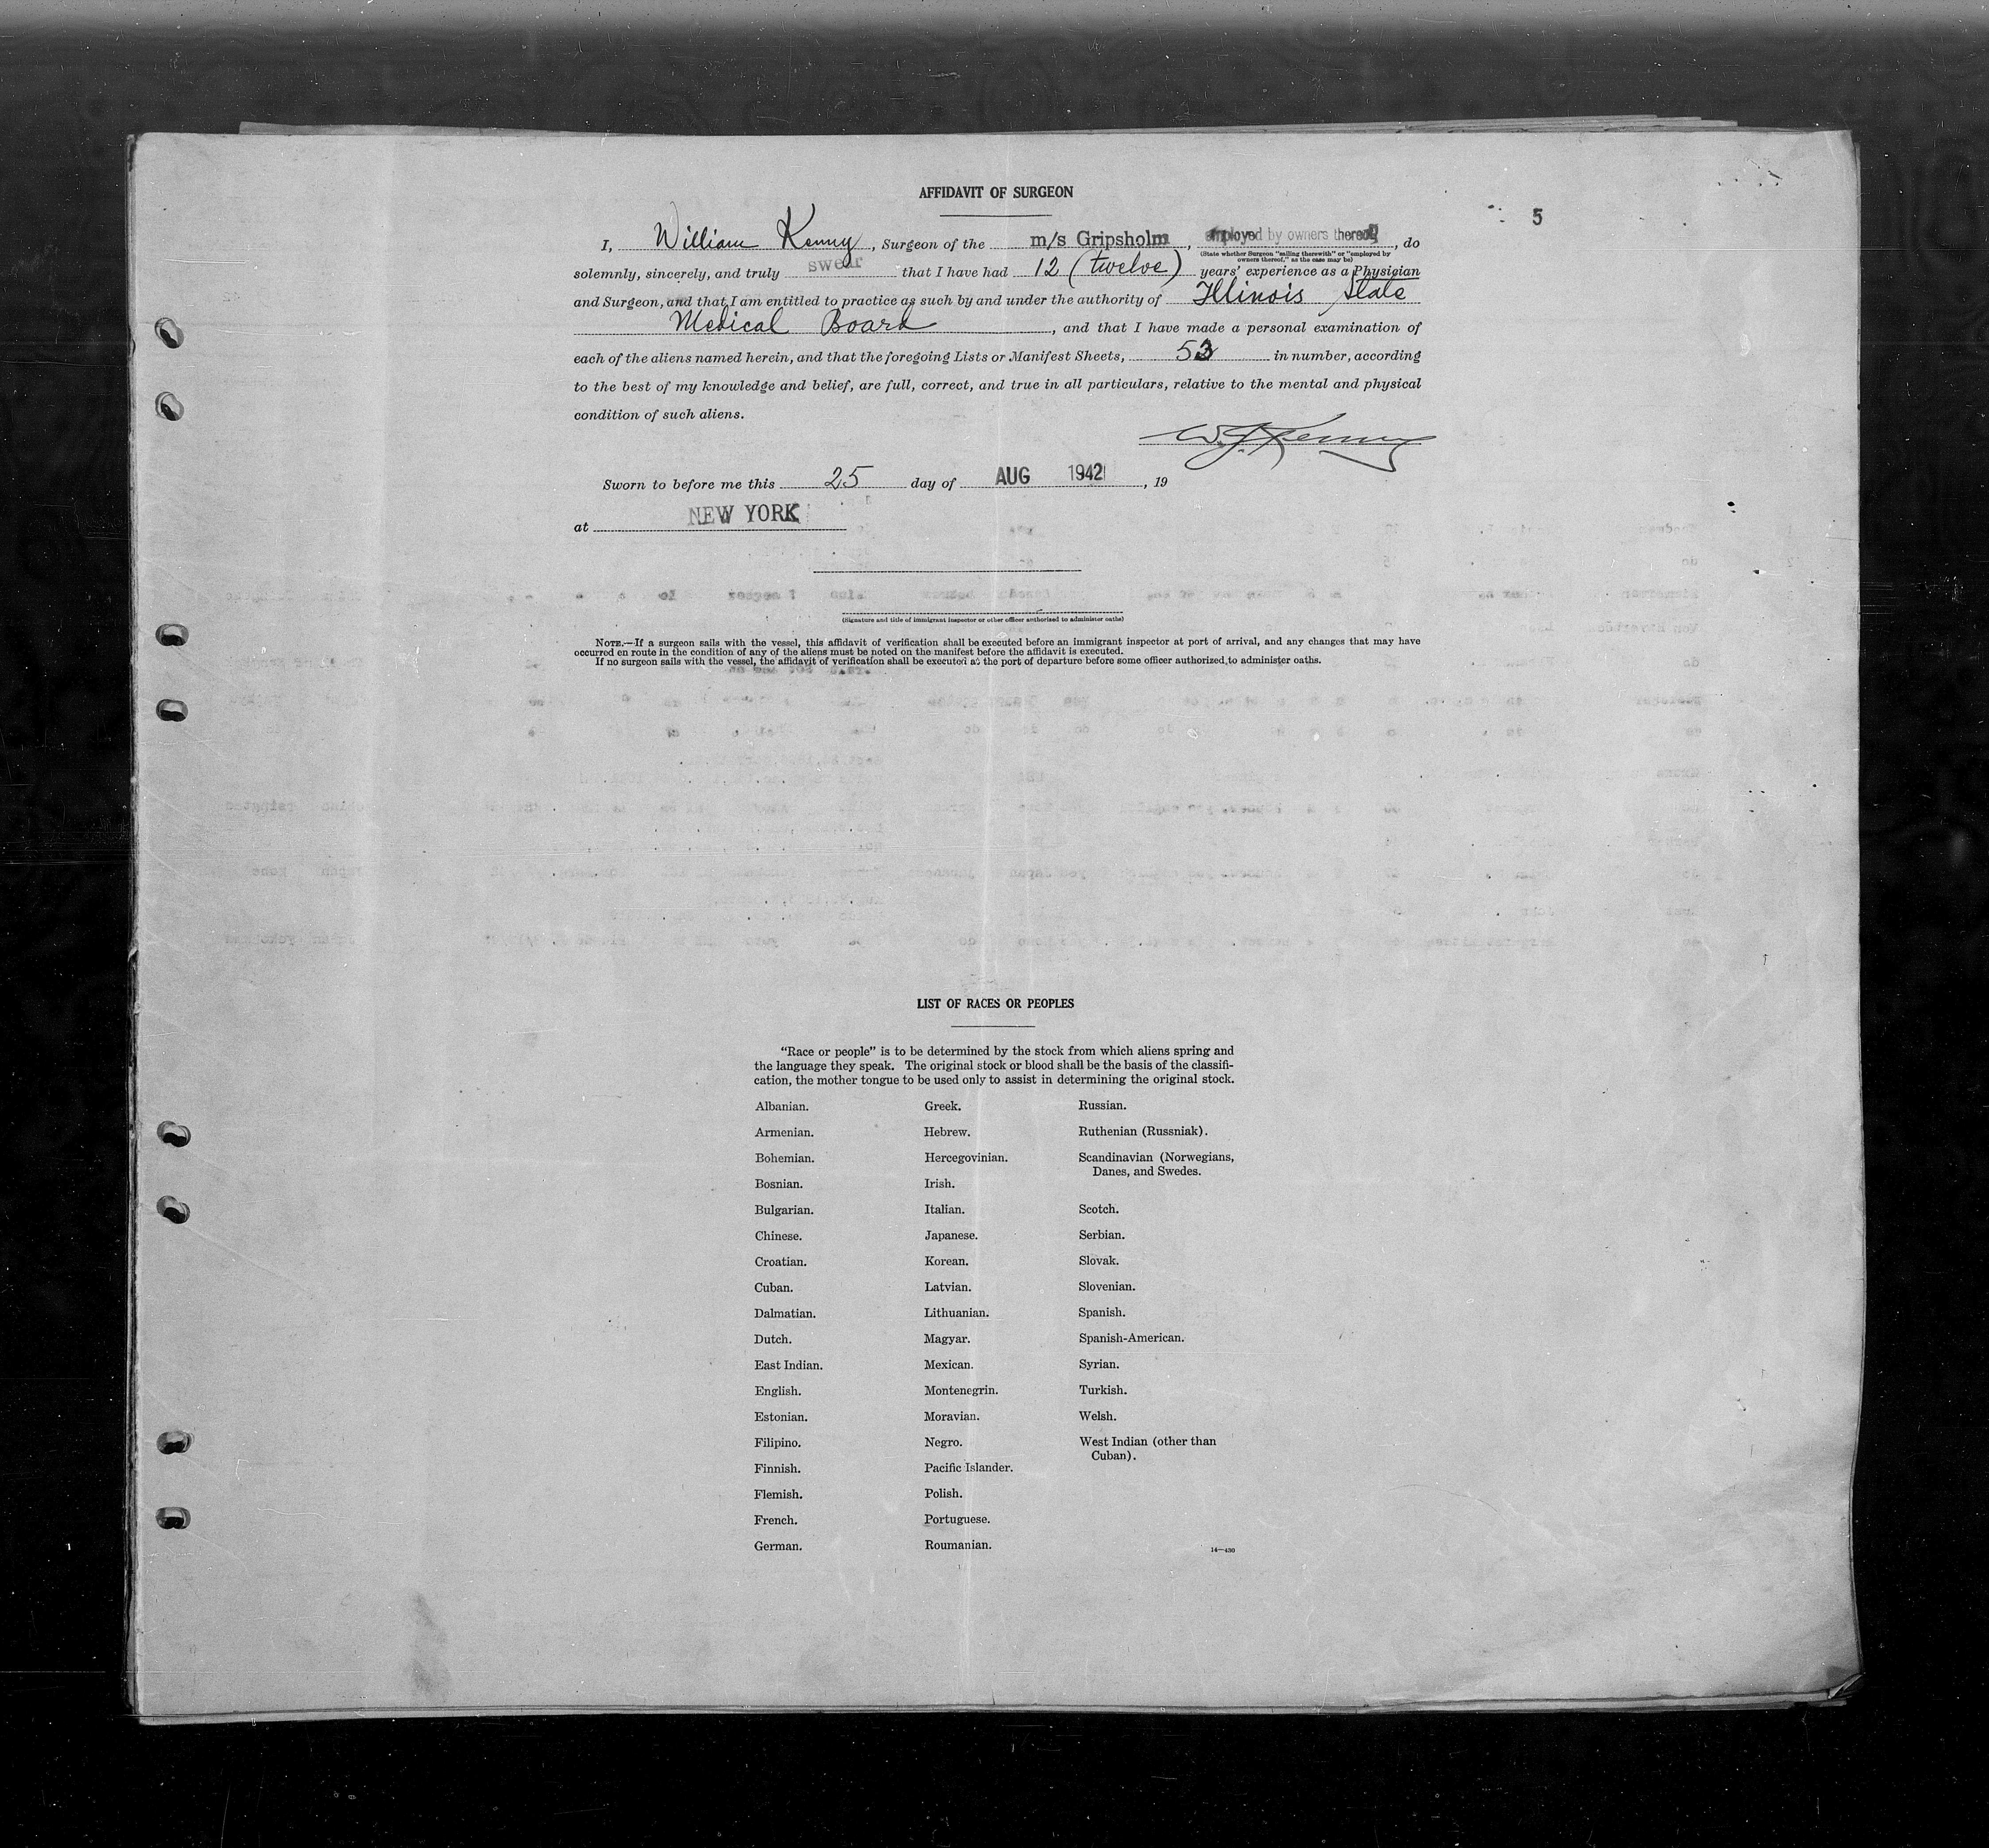 AFFIDAVIT OF SURGEON
5
I, William Kenny, Surgeon of the m/s Gripsholm, employed by owners thereof, do
(State whether Surgeon "sailing therewith" or "employed by
owners thereof," as the case may be)
solemnly, sincerely, and truly swear that I have had 12 (twelve) years' experience as a Physician
and Surgeon, and that I am entitled to practice as such by and under the authority of Illinois State
Medical Board, and that I have made a personal examination of
each of the aliens named herein, and that the foregoing Lists or Manifest Sheets, 53 in number, according
to the best of my knowledge and belief, are full, correct, and true in all particulars, relative to the mental and physical
condition of such aliens.
W. J. Kenny
Sworn to before me this 25 day of AUG 1942, 19
at NEW YORK
(Signature and title of immigrant inspector or other officer authorized to administer oaths)
NOTE.—If a surgeon sails with the vessel, this affidavit of verification shall be executed before an immigrant inspector at port of arrival, and any changes that may have
occurred en route in the condition of any of the aliens must be noted on the manifest before the affidavit is executed.
If no surgeon sails with the vessel, the affidavit of verification shall be executed at the port of departure before some officer authorized to administer oaths.
LIST OF RACES OR PEOPLES
"Race or people" is to be determined by the stock from which aliens spring and
the language they speak. The original stock or blood shall be the basis of the classifi-
cation, the mother tongue to be used only to assist in determining the original stock.
Albanian.
Armenian.
Bohemian.
Bosnian.
Bulgarian.
Chinese.
Croatian.
Cuban.
Dalmatian.
Dutch.
East Indian.
English.
Estonian.
Filipino.
Finnish.
Flemish.
French.
German.
Greek.
Hebrew.
Hercegovinian.
Irish.
Italian.
Japanese.
Korean.
Latvian.
Lithuanian.
Magyar.
Mexican.
Montenegrin.
Moravian.
Negro.
Pacific Islander.
Polish.
Portuguese.
Roumanian.
Russian.
Ruthenian (Russniak).
Scandinavian (Norwegians,
Danes, and Swedes.
Scotch.
Serbian.
Slovak.
Slovenian.
Spanish.
Spanish-American.
Syrian.
Turkish.
Welsh.
West Indian (other than
Cuban).
14—430